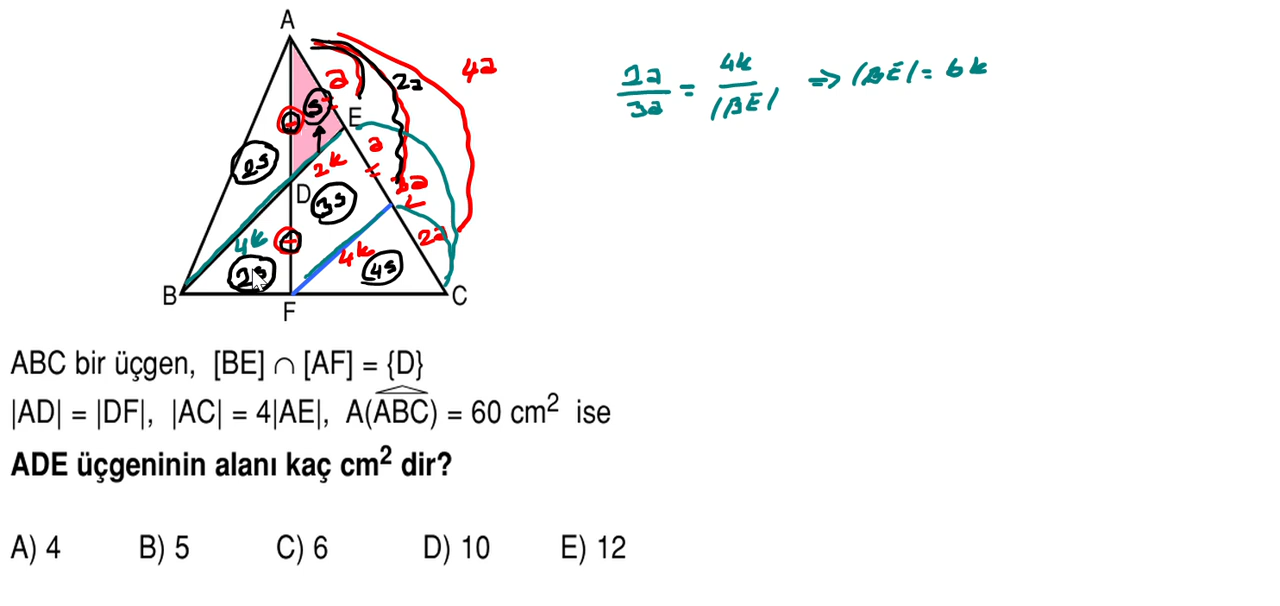 A
a
2a
4a
2a/3a = 4k/|BE| ⇒ |BE| = 6k
S
E
2S
2k
a
D
3S
3a
4k
2a
2S
4k
4S
B
F
C
ABC bir üçgen, [BE] ∩ [AF] = {D}
|AD| = |DF|, |AC| = 4|AE|, A(ABC) = 60 cm² ise
ADE üçgeninin alanı kaç cm² dir?
A) 4 B) 5 C) 6 D) 10 E) 12